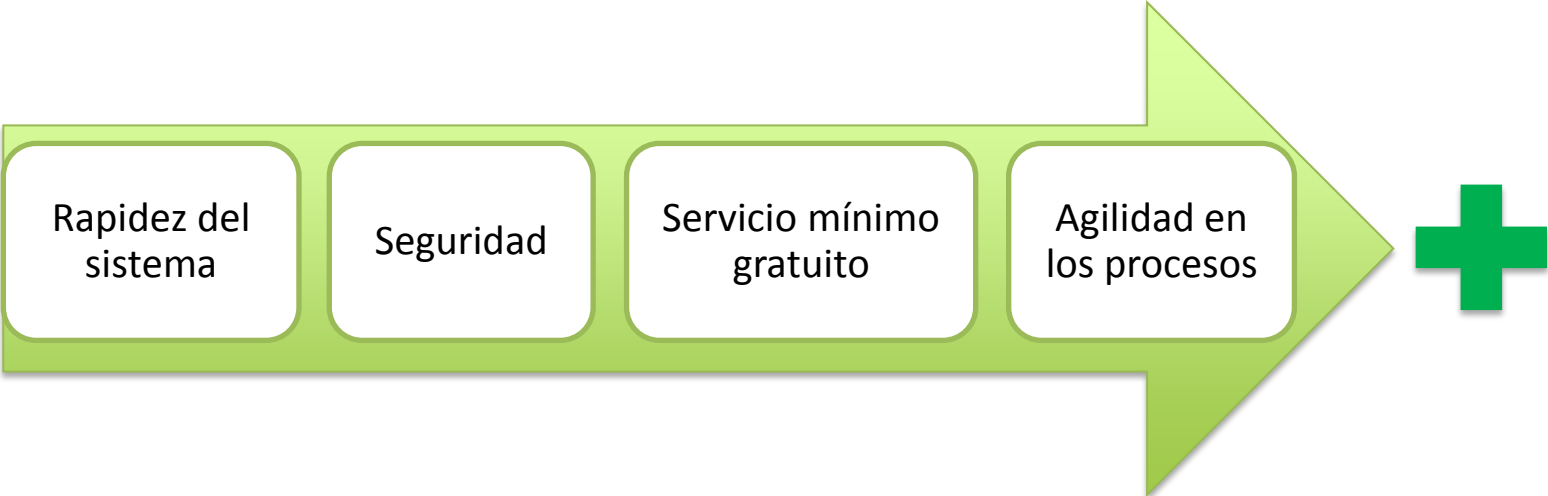 Rapidez del
sistema
Seguridad
Servicio mínimo
gratuito
Agilidad en
los procesos